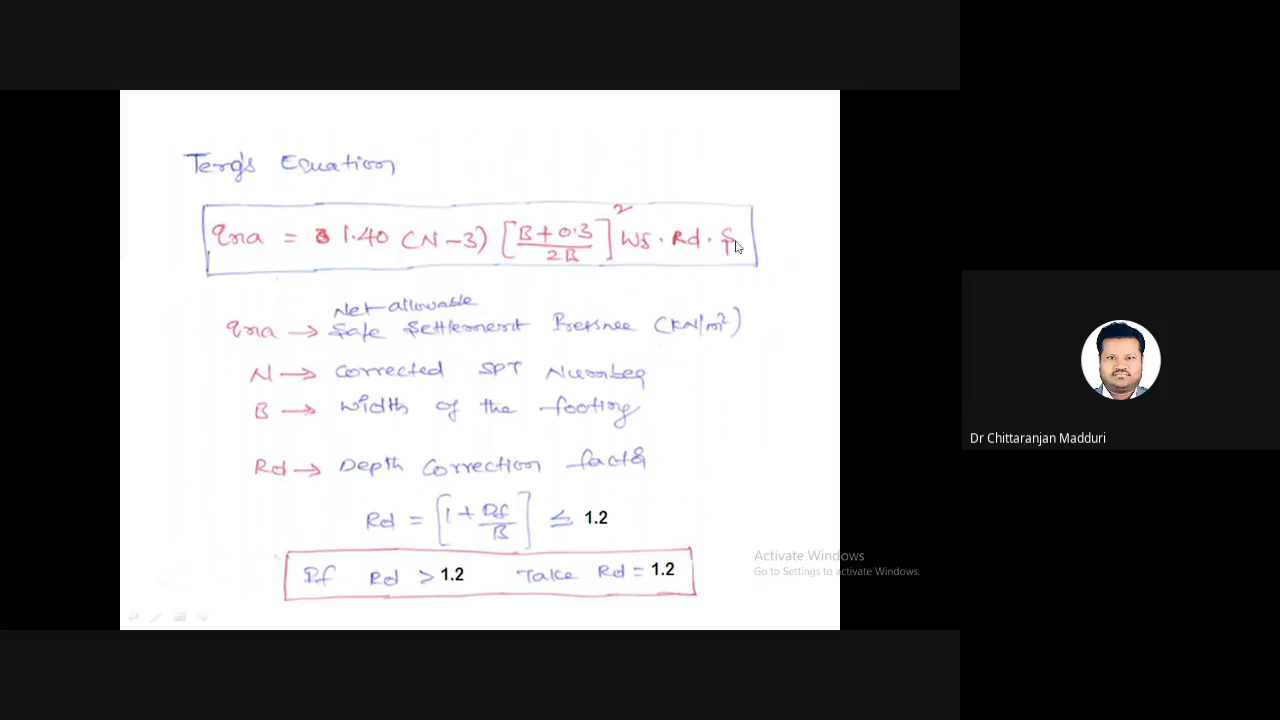 Teng's Equation
qna = 1.40 (N-3) [B+0.3/2B]² Ws . Rd . S
Net allowable
qna → Safe Settlement Pressure (KN/m²)
N → Corrected SPT Number
B → Width of the footing
Rd → Depth Correction factor
Rd = [1 + Df/B] ≤ 1.2
If Rd > 1.2 Take Rd = 1.2
Activate Windows
Go to Settings to activate Windows.
Dr Chittaranjan Madduri